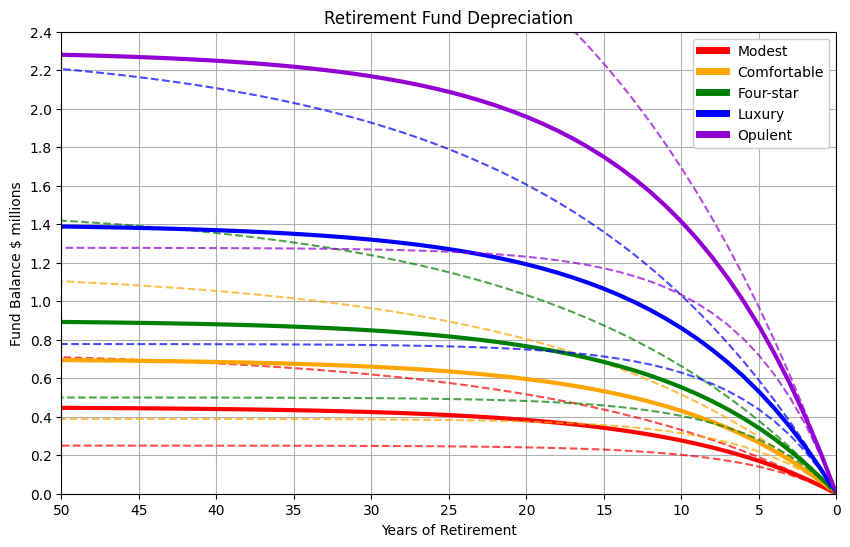 Retirement Fund Depreciation
Fund Balance $ millions
2.4
2.2
2.0
1.8
1.6
1.4
1.2
1.0
0.8
0.6
0.4
0.2
0.0
Modest
Comfortable
Four-star
Luxury
Opulent
50 45 40 35 30 25 20 15 10 5 0
Years of Retirement